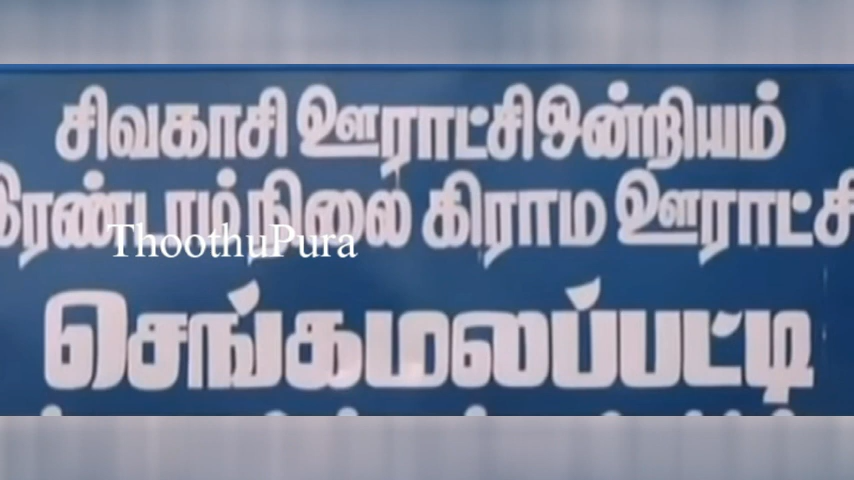 சிவகாசி ஊராட்சி ஒன்றியம்
இரண்டாம் நிலை கிராம ஊராட்சி
ThoothuPura
செங்கமலப்பட்டி